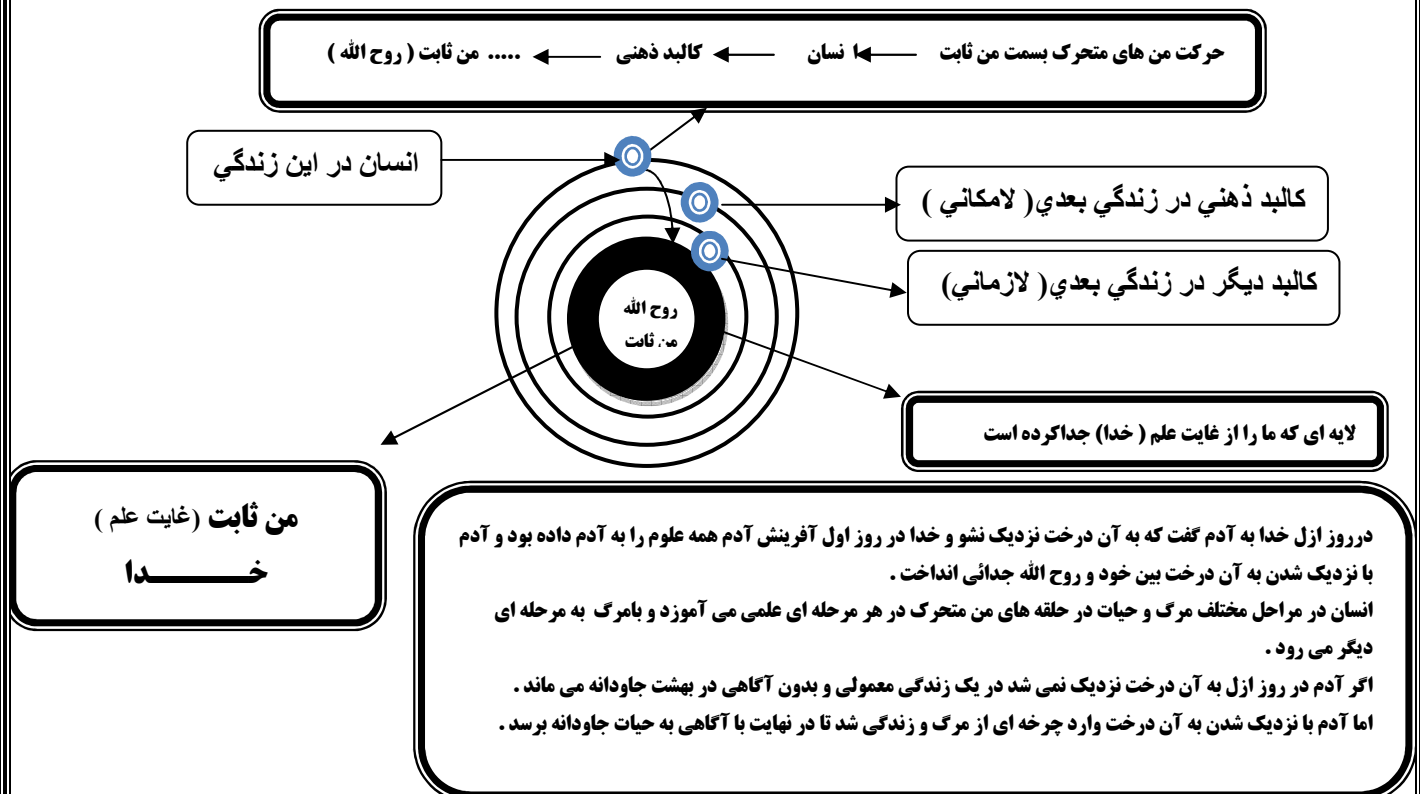 حرکت من های متحرک بسمت من ثابت ← ا نسان ← کالبد ذهنی ← ..... من ثابت ( روح الله )
انسان در این زندگي
کالبد ذهني در زندگي بعدي( لامکاني )
کالبد دیگر در زندگي بعدي( لازماني)
روح الله
من ثابت
لایه ای که ما را از غایت علم ( خدا) جداکرده است
من ثابت (غایت علم )
خـــــــدا
درروز ازل خدا به آدم گفت که به آن درخت نزدیک نشو و خدا در روز اول آفرینش آدم همه علوم را به آدم داده بود و آدم
با نزدیک شدن به آن درخت بین خود و روح الله جدائی انداخت .
انسان در مراحل مختلف مرگ و حیات در حلقه های من متحرک در هر مرحله ای علمی می آموزد و بامرگ به مرحله ای
دیگر می رود .
اگر آدم در روز ازل به آن درخت نزدیک نمی شد در یک زندگی معمولی و بدون آگاهی در بهشت جاودانه می ماند .
اما آدم با نزدیک شدن به آن درخت وارد چرخه ای از مرگ و زندگی شد تا در نهایت با آگاهی به حیات جاودانه برسد .